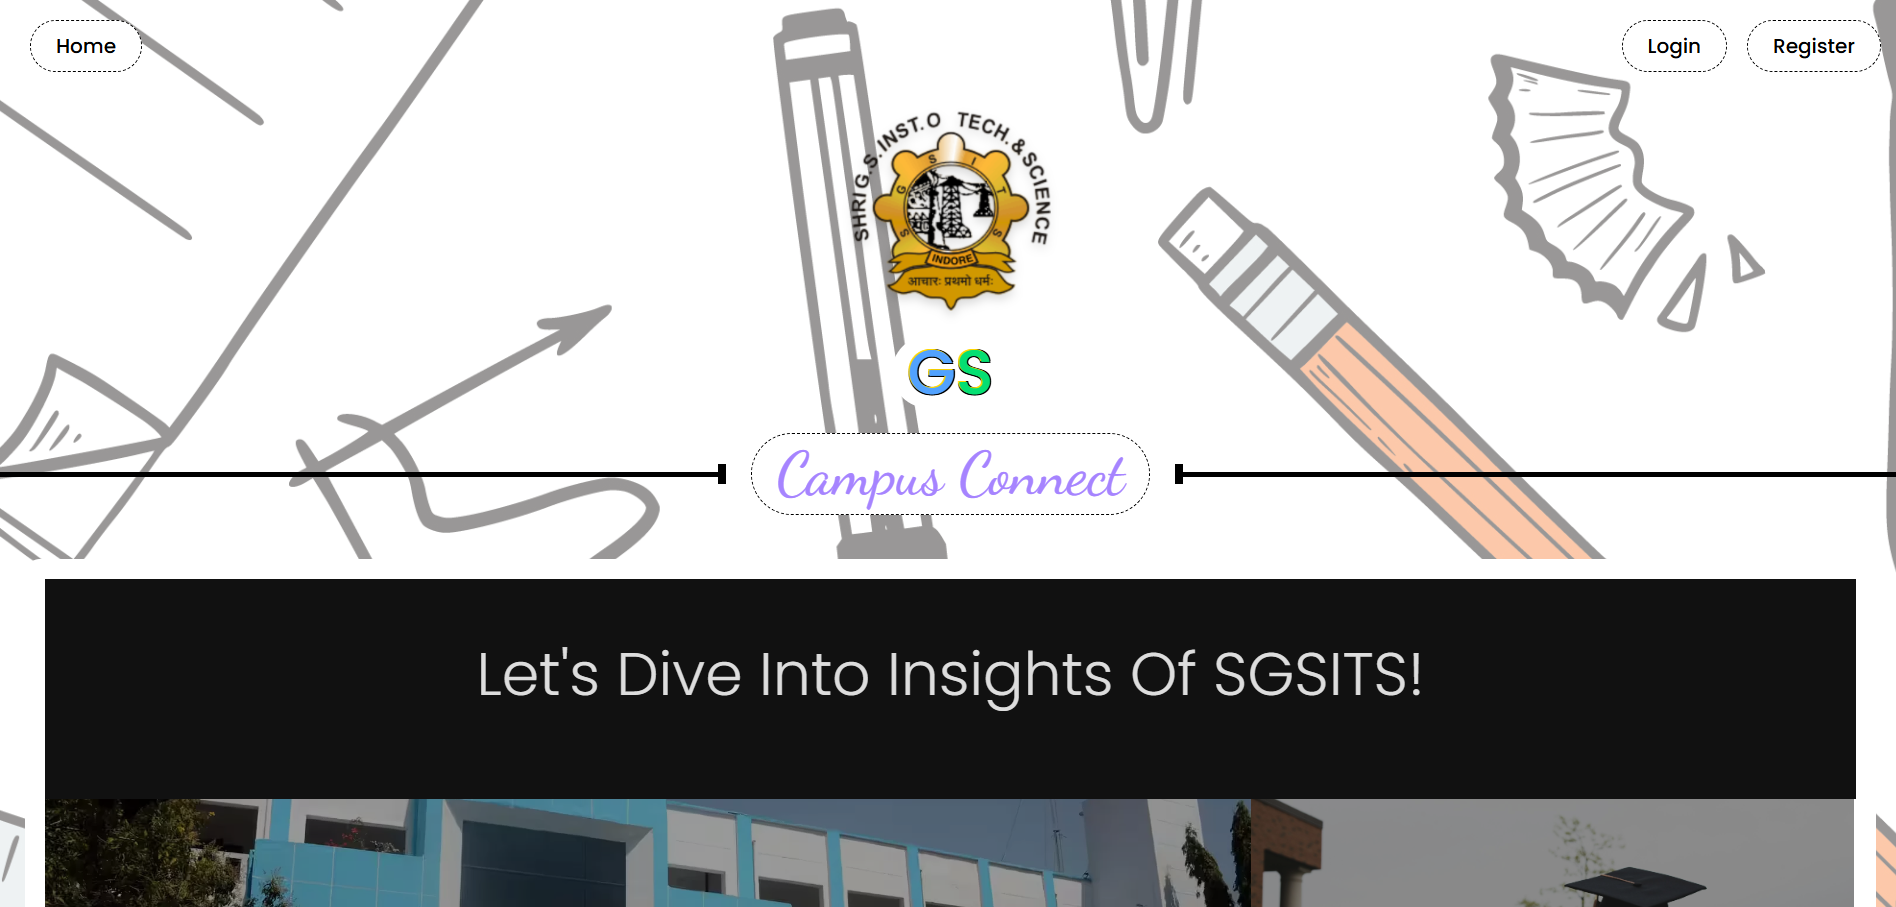 Home
Login
Register
SHRI G.S. INST. O TECH. & SCIENCE
S G S I T S
INDORE
आचारः प्रथमो धर्मः
GS
Campus Connect
Let's Dive Into Insights Of SGSITS!